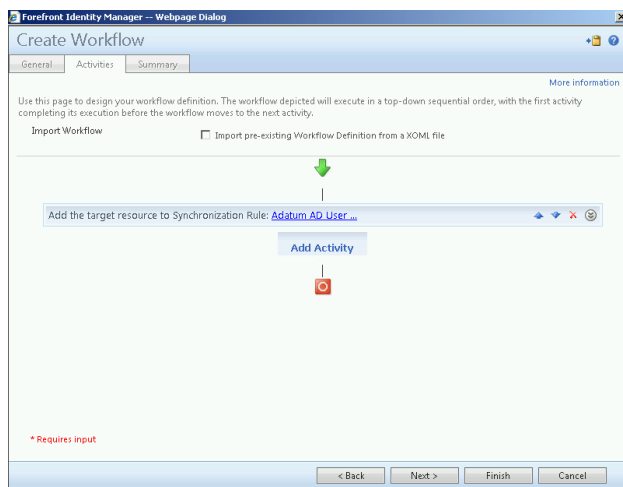 Forefront Identity Manager -- Webpage Dialog
Create Workflow
General Activities Summary
More information
Use this page to design your workflow definition. The workflow depicted will execute in a top-down sequential order, with the first activity
completing its execution before the workflow moves to the next activity.
Import Workflow Import pre-existing Workflow Definition from a XOML file
Add the target resource to Synchronization Rule: Adatum AD User ...
Add Activity
* Requires input
< Back Next > Finish Cancel